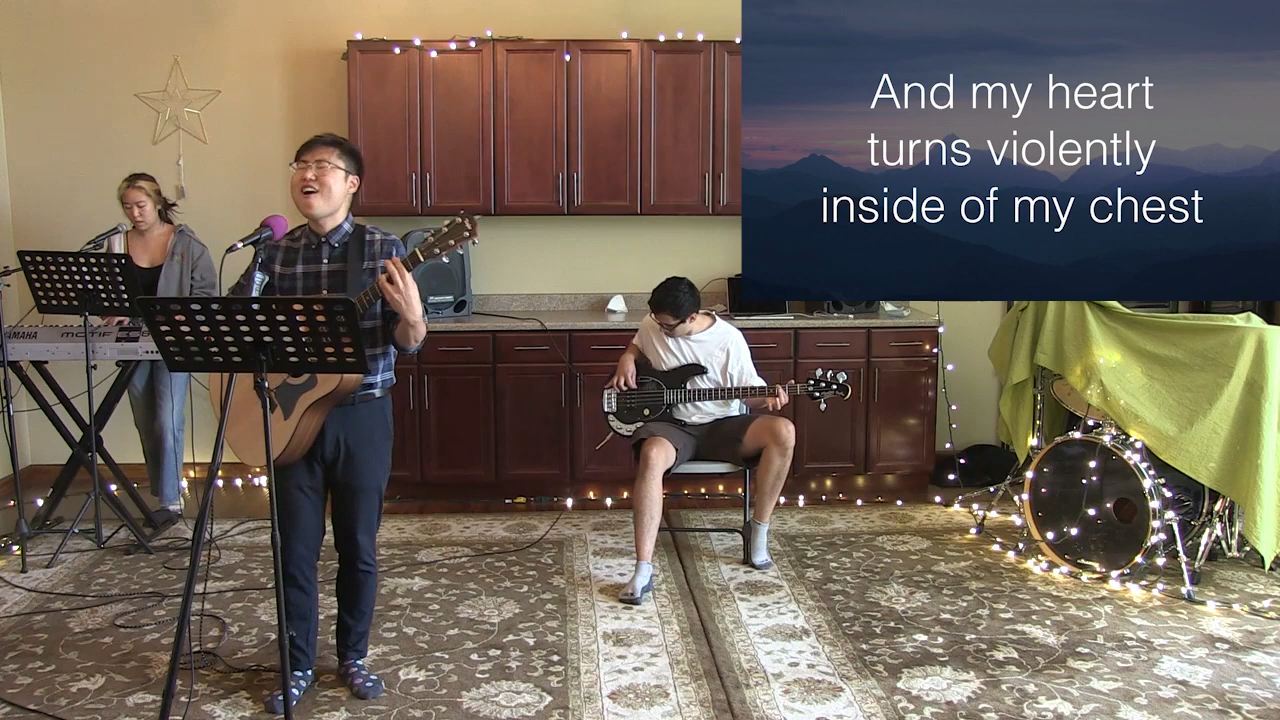 And my heart
turns violently
inside of my chest
YAMAHA
MOTIF